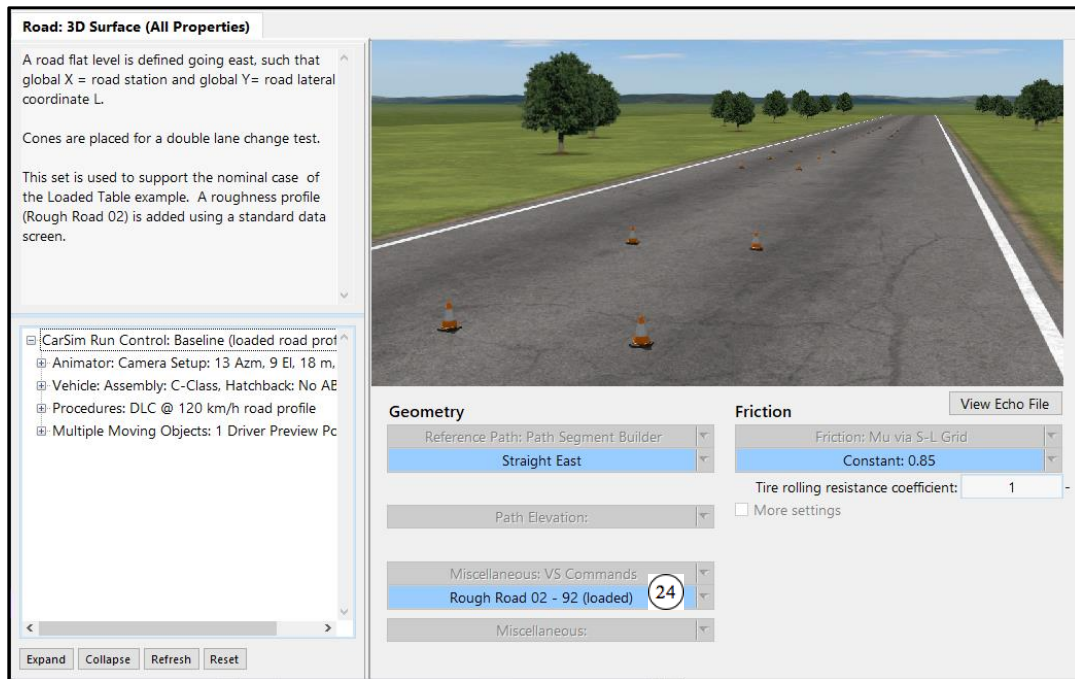 Road: 3D Surface (All Properties)
A road flat level is defined going east, such that
global X = road station and global Y= road lateral
coordinate L.
Cones are placed for a double lane change test.
This set is used to support the nominal case of
the Loaded Table example. A roughness profile
(Rough Road 02) is added using a standard data
screen.
CarSim Run Control: Baseline (loaded road prof
Animator: Camera Setup: 13 Azm, 9 El, 18 m,
Vehicle: Assembly: C-Class, Hatchback: No AB
Procedures: DLC @ 120 km/h road profile
Multiple Moving Objects: 1 Driver Preview Po
Expand Collapse Refresh Reset
Geometry
Reference Path: Path Segment Builder
Straight East
Path Elevation:
Miscellaneous: VS Commands
Rough Road 02 - 92 (loaded) 24
Miscellaneous:
View Echo File
Friction
Friction: Mu via S-L Grid
Constant: 0.85
Tire rolling resistance coefficient: 1 -
More settings